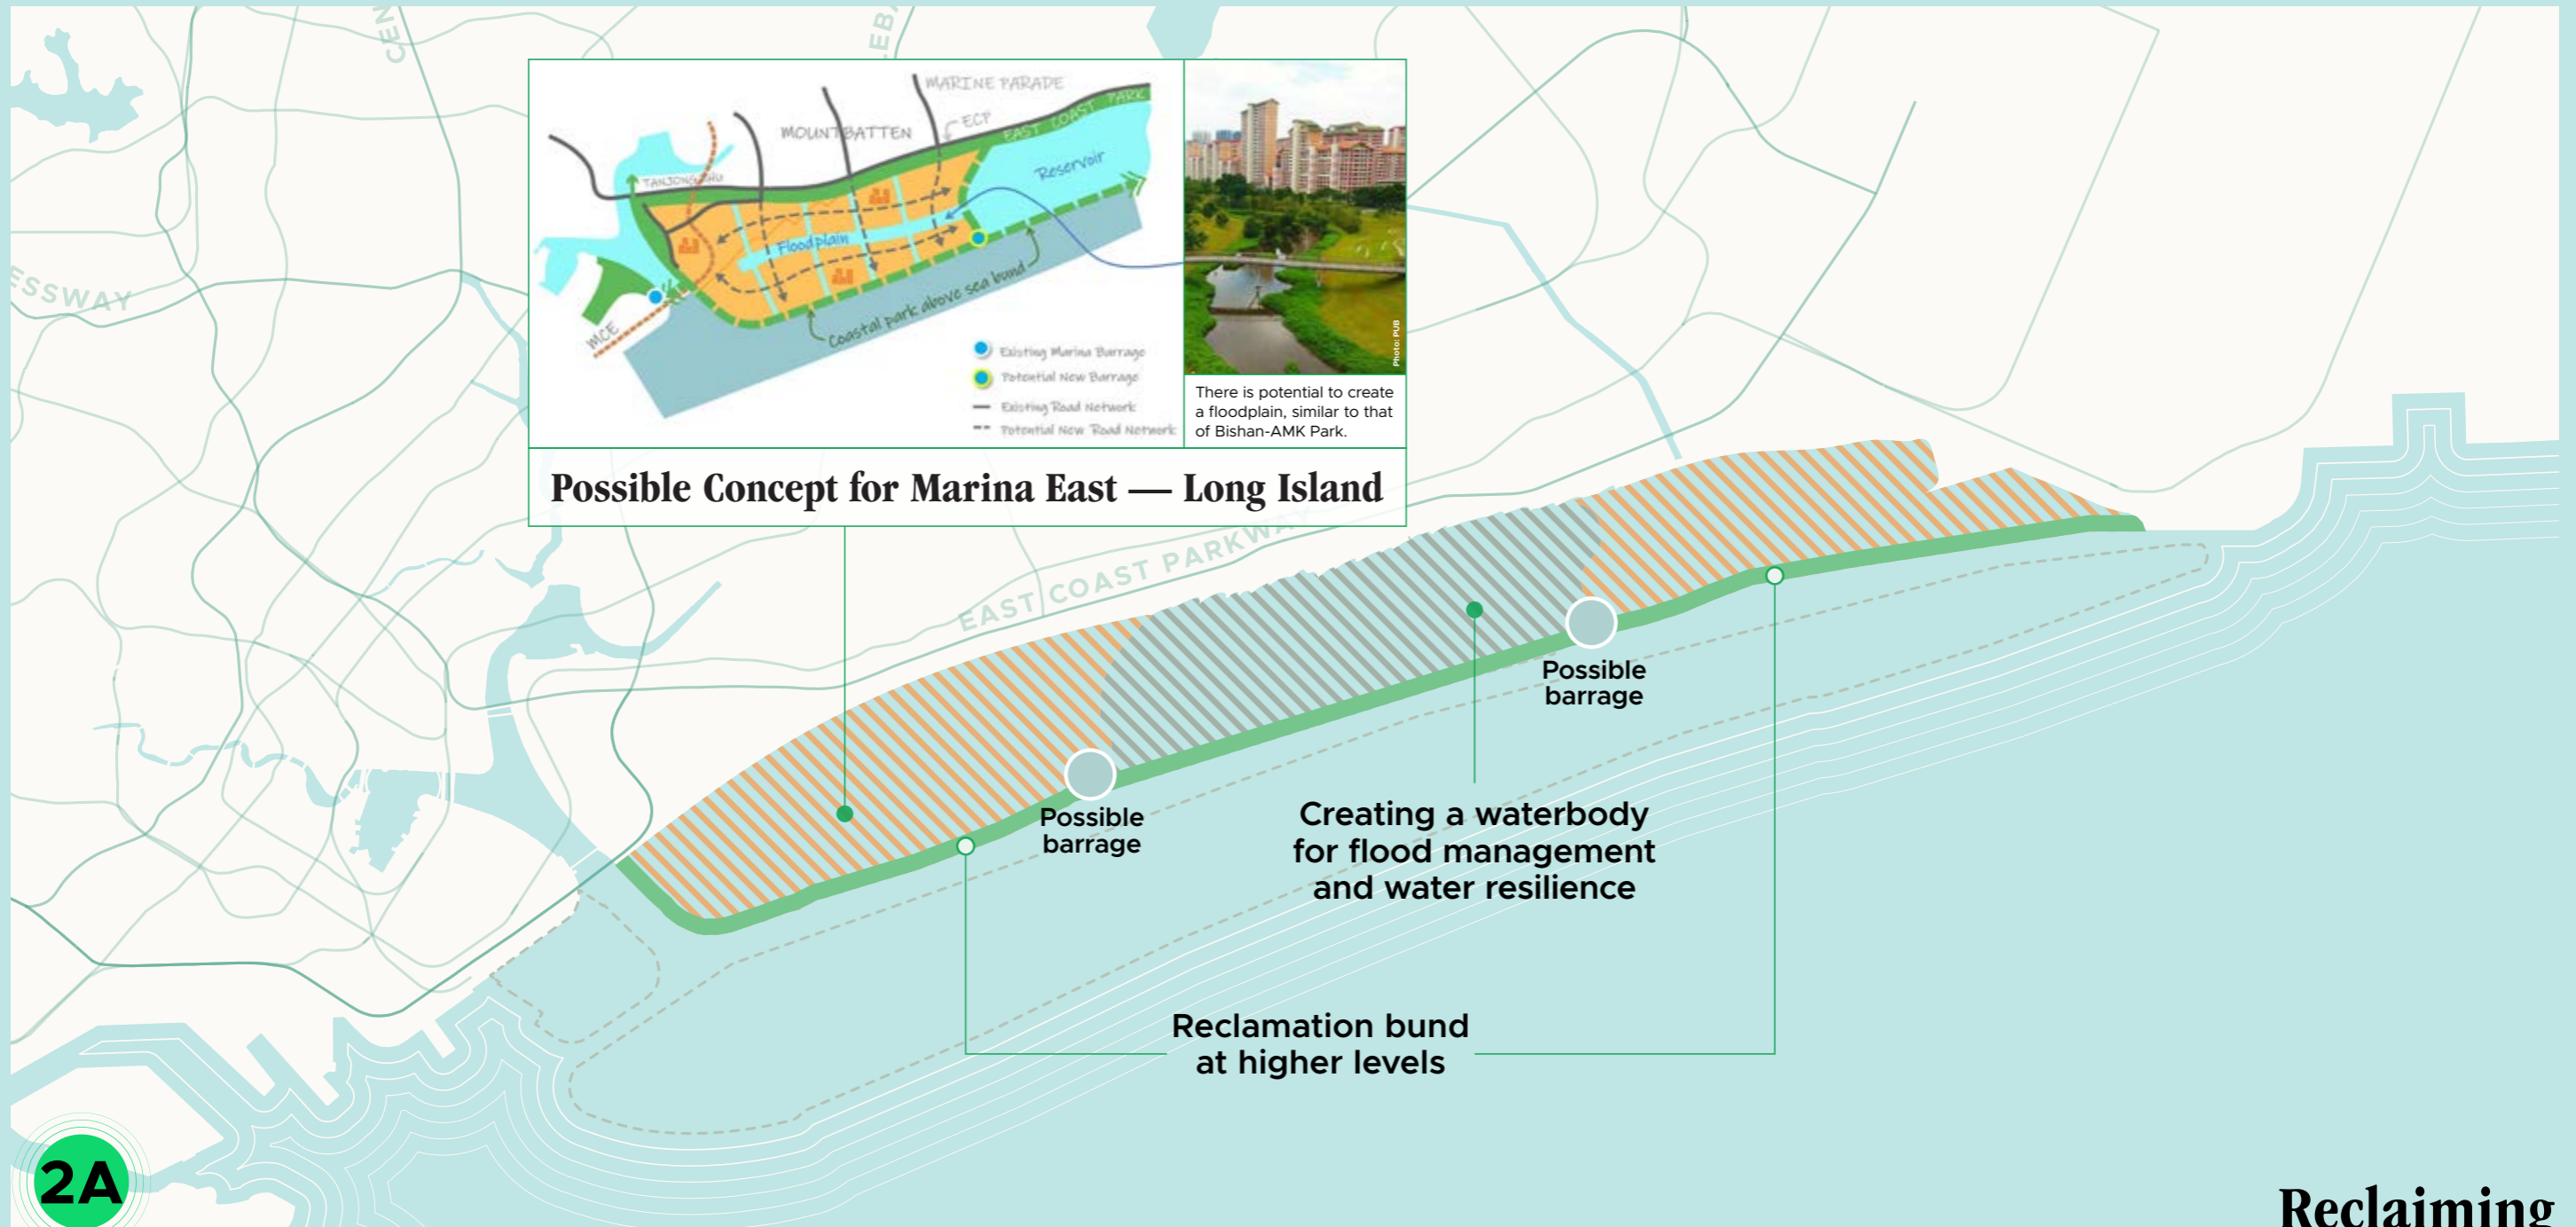 CEN
EBA
ESSWAY
MARINE PARADE
MOUNTBATTEN
ECP
EAST COAST PARK
TANJONG RHU
Reservoir
Floodplain
Coastal park above sea bund
MCE
Existing Marina Barrage
Potential New Barrage
Existing Road Network
Potential New Road Network
Photo: PUB
There is potential to create
a floodplain, similar to that
of Bishan-AMK Park.
Possible Concept for Marina East — Long Island
EAST COAST PARKWAY
Possible
barrage
Possible
barrage
Creating a waterbody
for flood management
and water resilience
Reclamation bund
at higher levels
2A
Reclaiming